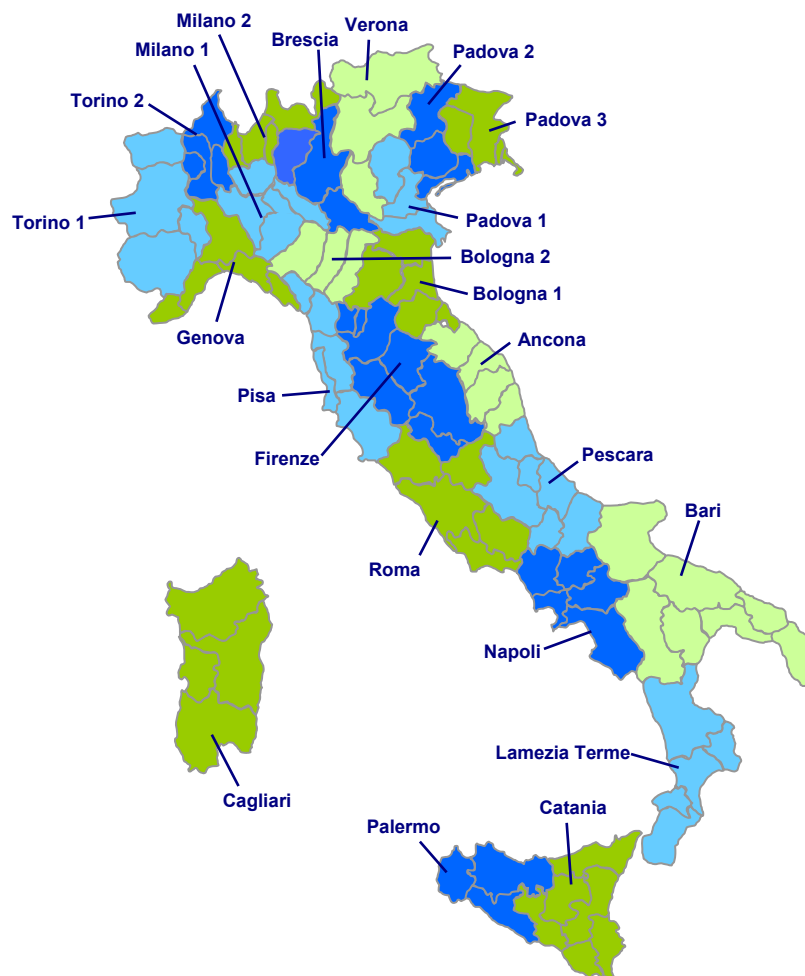 Milano 2
Verona
Brescia
Milano 1
Padova 2
Torino 2
Padova 3
Torino 1
Padova 1
Bologna 2
Bologna 1
Genova
Ancona
Pisa
Firenze
Pescara
Bari
Roma
Napoli
Lamezia Terme
Cagliari
Catania
Palermo